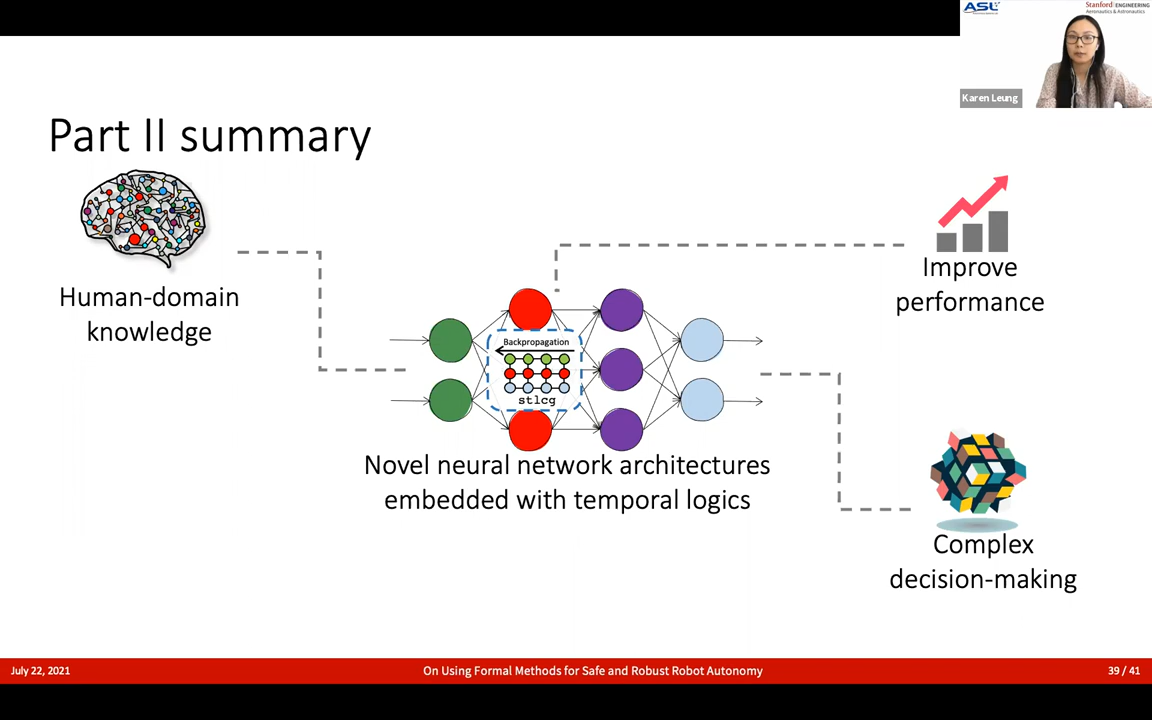 ASL
Stanford ENGINEERING
Aeronautics & Astronautics
Karen Leung
Part II summary
Human-domain
knowledge
Backpropagation
stlcg
Novel neural network architectures
embedded with temporal logics
Improve
performance
Complex
decision-making
July 22, 2021
On Using Formal Methods for Safe and Robust Robot Autonomy
39 / 41